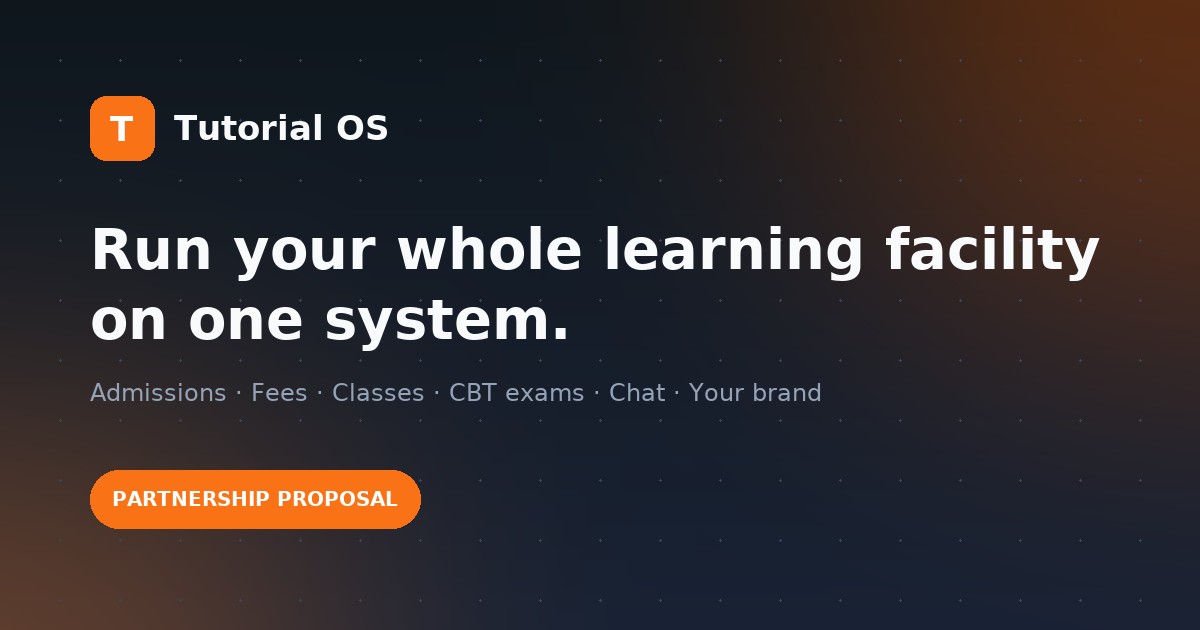 T
Tutorial OS
Run your whole learning facility
on one system.
Admissions · Fees · Classes · CBT exams · Chat · Your brand
PARTNERSHIP PROPOSAL